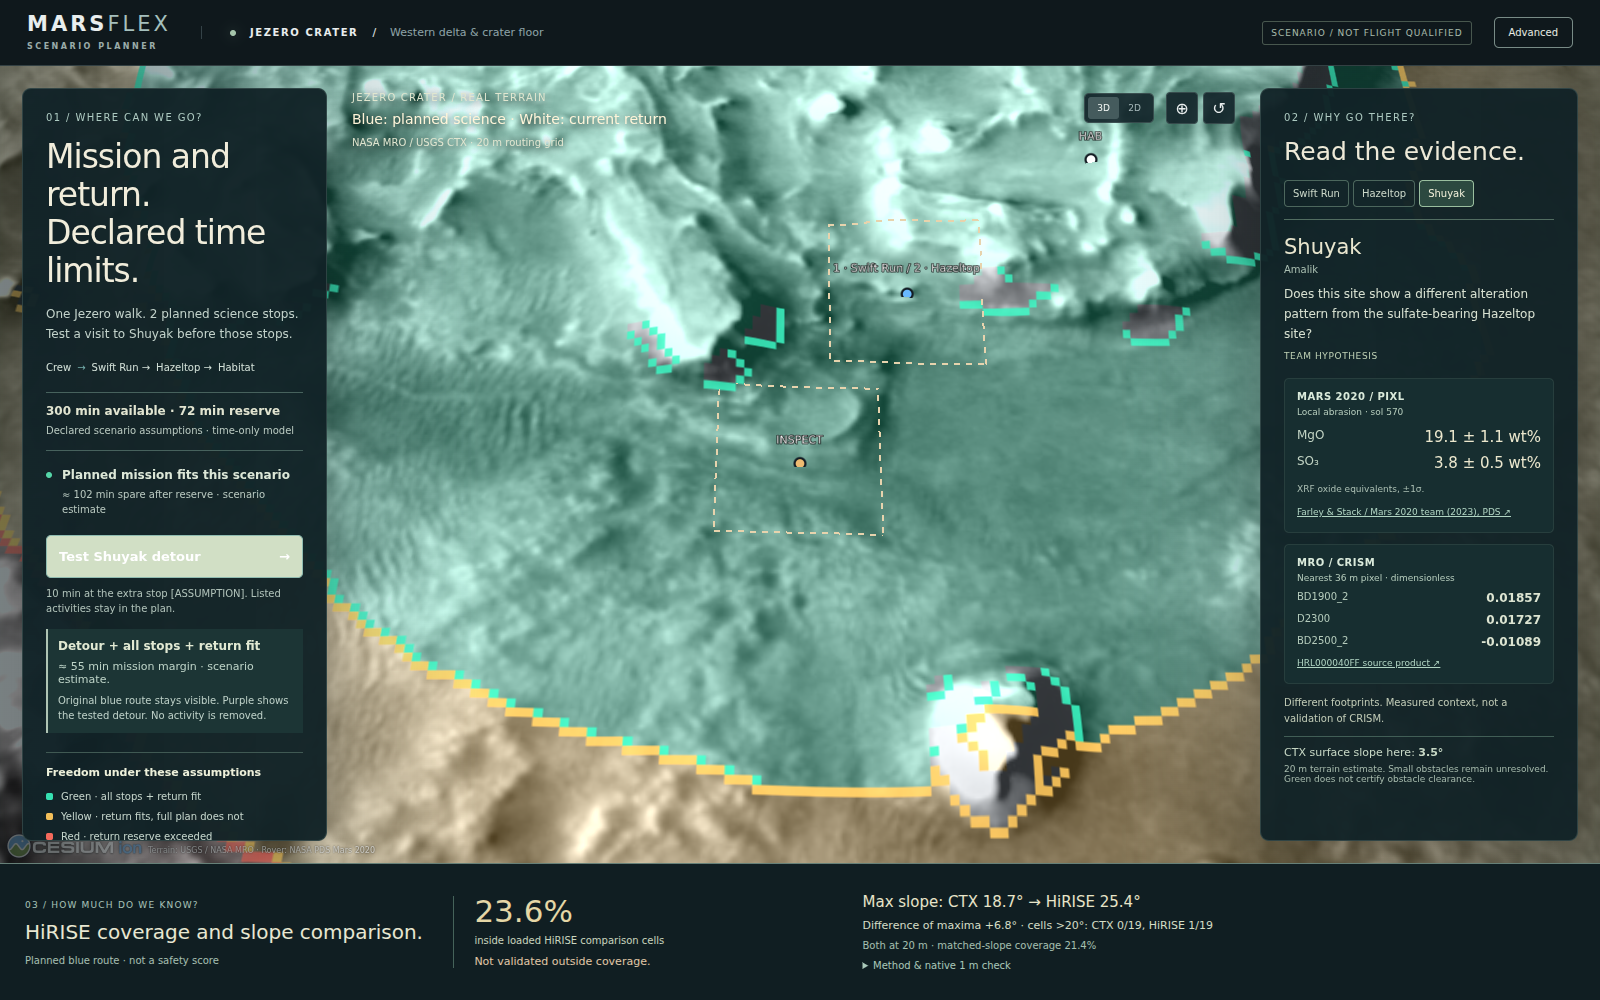 MARSFLEX
SCENARIO PLANNER
JEZERO CRATER / Western delta & crater floor
SCENARIO / NOT FLIGHT QUALIFIED
Advanced
01 / WHERE CAN WE GO?
Mission and
return.
Declared time
limits.
One Jezero walk. 2 planned science stops.
Test a visit to Shuyak before those stops.
Crew → Swift Run → Hazeltop → Habitat
300 min available · 72 min reserve
Declared scenario assumptions · time-only model
Planned mission fits this scenario
≈ 102 min spare after reserve · scenario
estimate
Test Shuyak detour →
10 min at the extra stop [ASSUMPTION]. Listed
activities stay in the plan.
Detour + all stops + return fit
≈ 55 min mission margin · scenario
estimate.
Original blue route stays visible. Purple shows
the tested detour. No activity is removed.
Freedom under these assumptions
Green · all stops + return fit
Yellow · return fits, full plan does not
Red · return reserve exceeded
JEZERO CRATER / REAL TERRAIN
Blue: planned science · White: current return
NASA MRO / USGS CTX · 20 m routing grid
3D 2D ⊕ ↺
HAB
1 · Swift Run / 2 · Hazeltop
INSPECT
CESIUM ion
Terrain: USGS / NASA MRO · Rover: NASA
2020
02 / WHY GO THERE?
Read the evidence.
Swift Run Hazeltop Shuyak
Shuyak
Amalik
Does this site show a different alteration
pattern from the sulfate-bearing Hazeltop
site?
TEAM HYPOTHESIS
MARS 2020 / PIXL
Local abrasion · sol 570
MgO 19.1 ± 1.1 wt%
SO₃ 3.8 ± 0.5 wt%
XRF oxide equivalents, ±1σ.
Farley & Stack / Mars 2020 team (2023), PDS ↗
MRO / CRISM
Nearest 36 m pixel · dimensionless
BD1900_2 0.01857
D2300 0.01727
BD2500_2 -0.01089
HRL000040FF source product ↗
Different footprints. Measured context, not a
validation of CRISM.
CTX surface slope here: 3.5°
20 m terrain estimate. Small obstacles remain unresolved.
Green does not certify obstacle clearance.
03 / HOW MUCH DO WE KNOW?
HiRISE coverage and slope comparison.
Planned blue route · not a safety score
23.6%
inside loaded HiRISE comparison cells
Not validated outside coverage.
Max slope: CTX 18.7° → HiRISE 25.4°
Difference of maxima +6.8° · cells >20°: CTX 0/19, HiRISE 1/19
Both at 20 m · matched-slope coverage 21.4%
▶ Method & native 1 m check